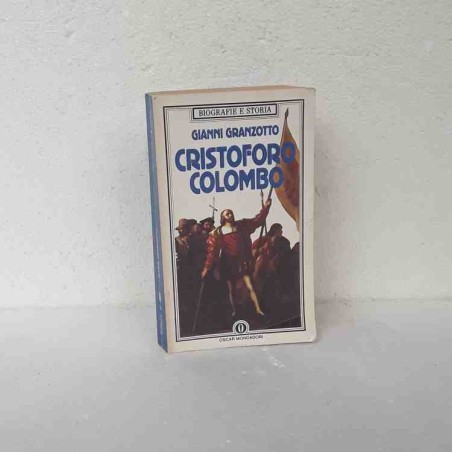 BIOGRAFIE E STORIA
GIANNI GRANZOTTO
CRISTOFORO
COLOMBO
OSCAR MONDADORI